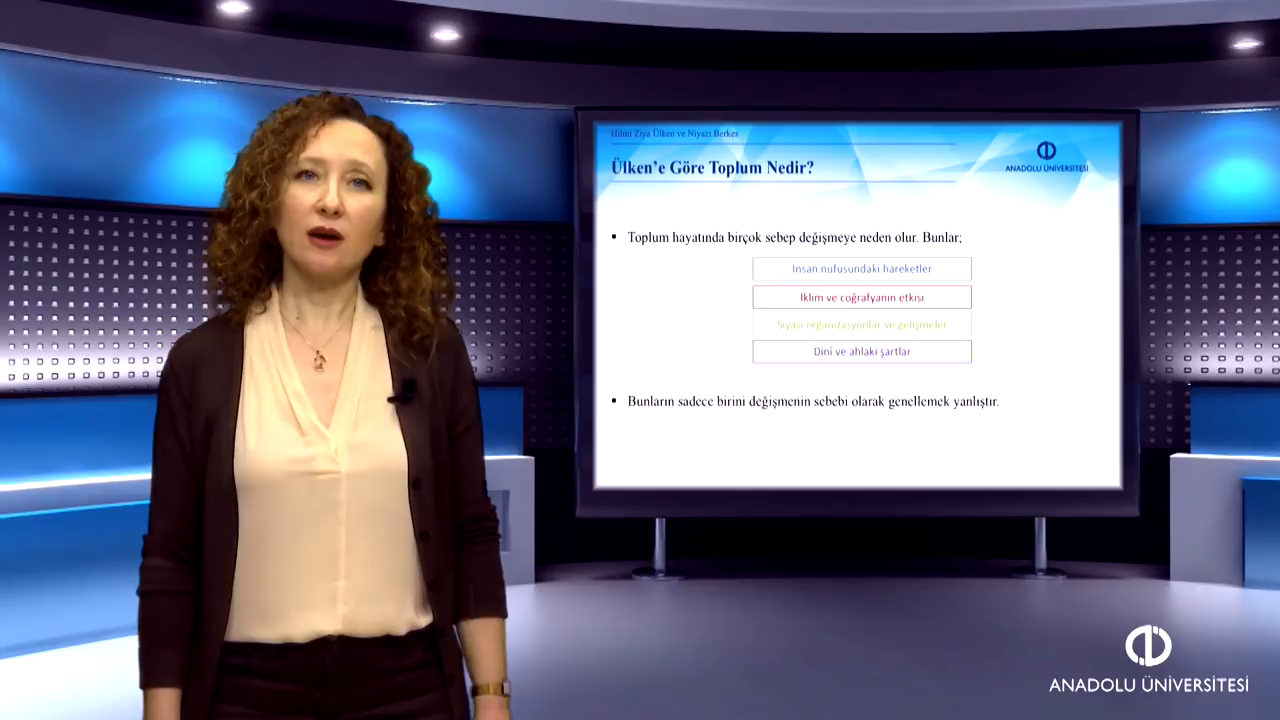 Hilmi Ziya Ülken ve Niyazi Berkes
Ülken'e Göre Toplum Nedir?
ANADOLU ÜNİVERSİTESİ
• Toplum hayatında birçok sebep değişmeye neden olur. Bunlar;
İnsan nüfusundaki hareketler
İklim ve coğrafyanın etkisi
Siyasi organizasyonlar ve gelişmeler
Dinî ve ahlaki şartlar
• Bunların sadece birini değişmenin sebebi olarak genellemek yanlıştır.
ANADOLU ÜNİVERSİTESİ